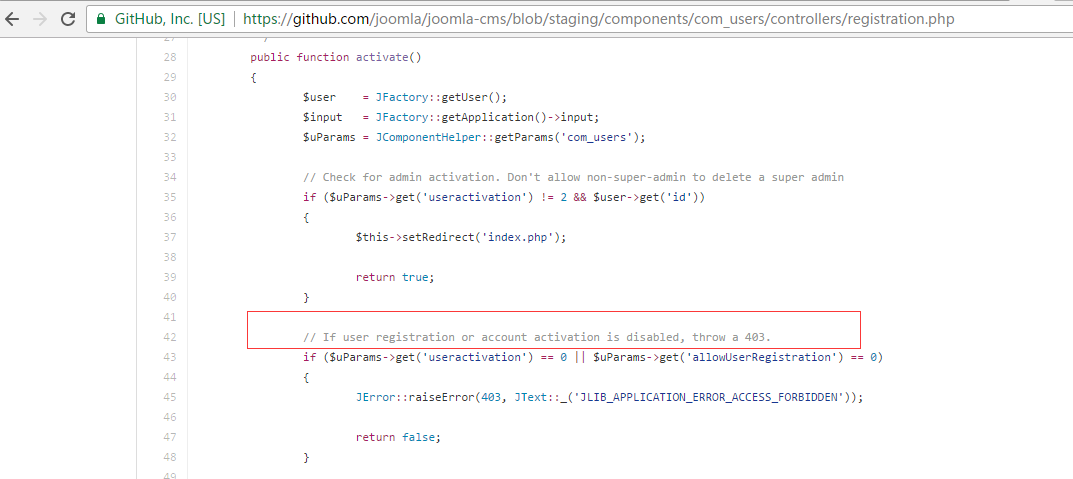 GitHub, Inc. [US] | https://github.com/joomla/joomla-cms/blob/staging/components/com_users/controllers/registration.php
27 */
28 public function activate()
29 {
30 $user = JFactory::getUser();
31 $input = JFactory::getApplication()->input;
32 $uParams = JComponentHelper::getParams('com_users');
33
34 // Check for admin activation. Don't allow non-super-admin to delete a super admin
35 if ($uParams->get('useractivation') != 2 && $user->get('id'))
36 {
37 $this->setRedirect('index.php');
38
39 return true;
40 }
41
42 // If user registration or account activation is disabled, throw a 403.
43 if ($uParams->get('useractivation') == 0 || $uParams->get('allowUserRegistration') == 0)
44 {
45 JError::raiseError(403, JText::_('JLIB_APPLICATION_ERROR_ACCESS_FORBIDDEN'));
46
47 return false;
48 }
49